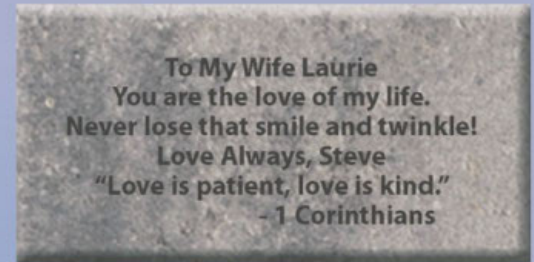 To My Wife Laurie
You are the love of my life.
Never lose that smile and twinkle!
Love Always, Steve
“Love is patient, love is kind.”
- 1 Corinthians